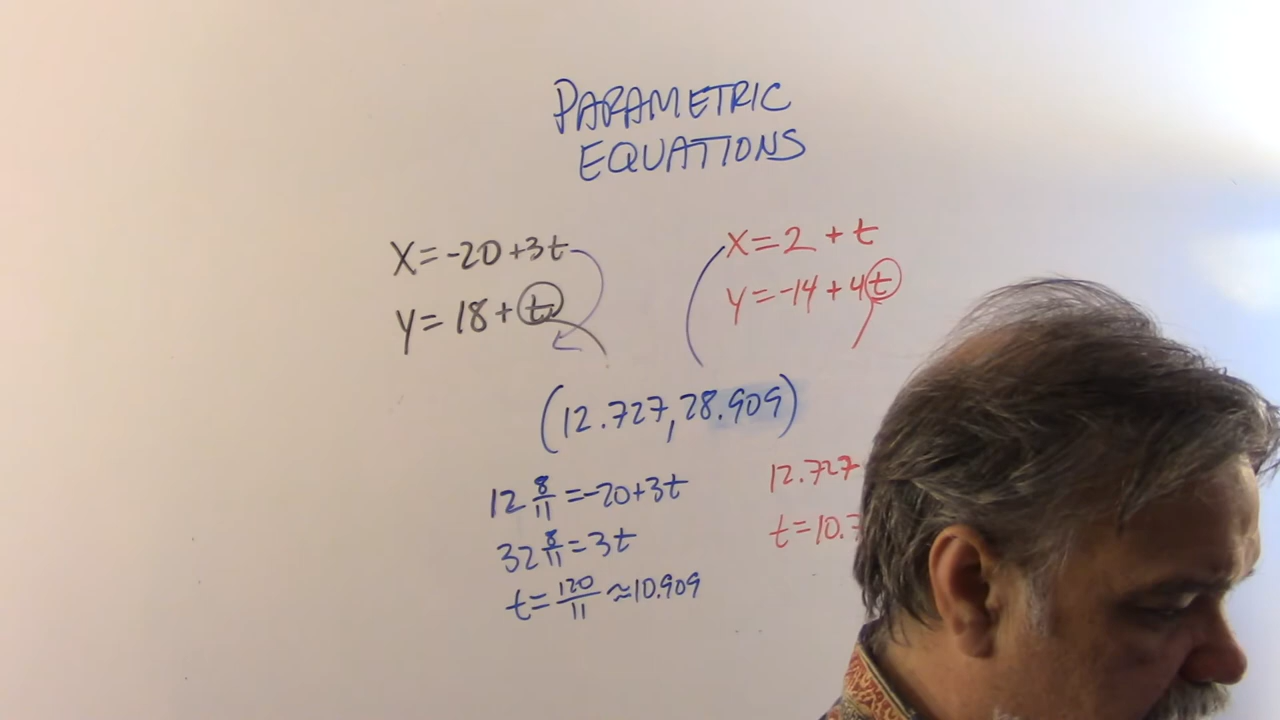 PARAMETRIC
EQUATIONS
X=-20+3t
Y=18+t
X=2+t
Y=-14+4t
(12.727,28.909)
12 8/11=-20+3t
32 8/11=3t
t=120/11≈10.909
12.727
t=10.7